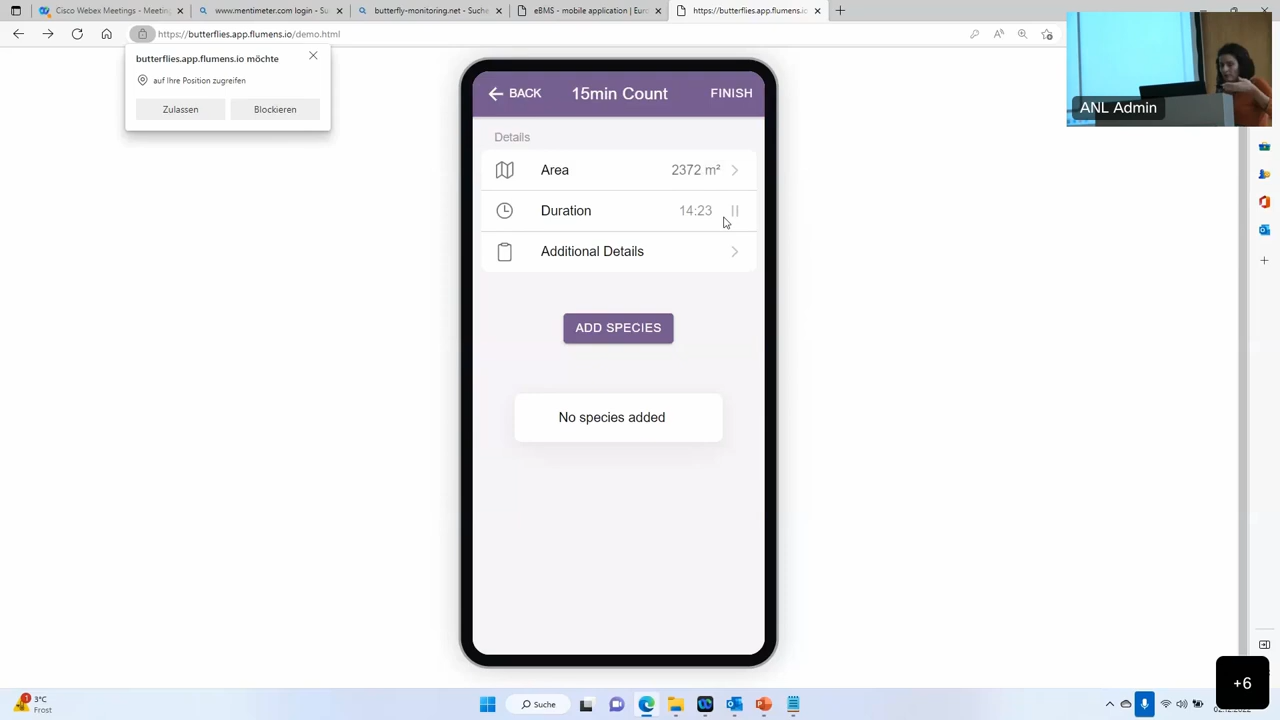 Cisco Webex Meetings - Meeting
www.lumentimeter.com login - Su
butterfly-monitoring.net - Suche
eBMS - mobile application | But
https://butterflies.app.flumens.io
https://butterflies.app.flumens.io/demo.html
butterflies.app.flumens.io möchte
auf Ihre Position zugreifen
Zulassen
Blockieren
BACK
15min Count
FINISH
Details
Area
2372 m²
Duration
14:23
Additional Details
ADD SPECIES
No species added
ANL Admin
+6
1
3°C
Frost
Suche